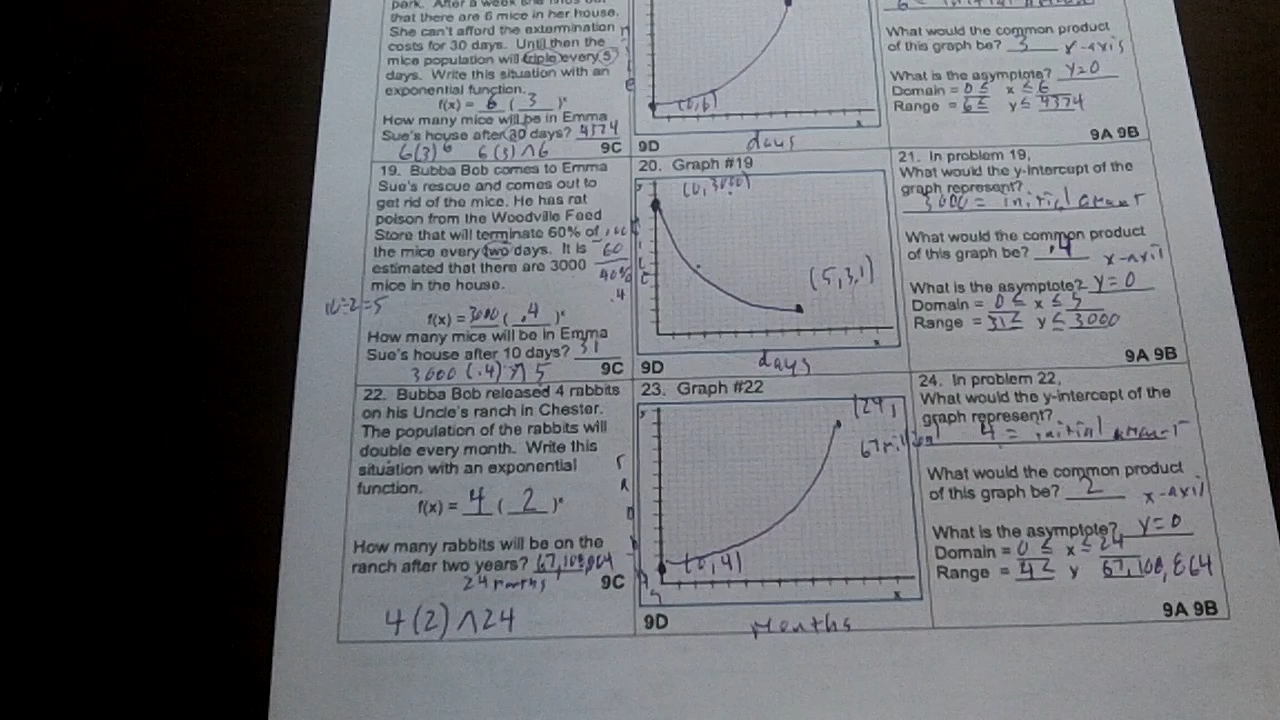 park. After a week she finds out
that there are 6 mice in her house.
She can't afford the extermination
costs for 30 days. Until then the
mice population will triple every 5
days. Write this situation with an
exponential function.
f(x) = 6 ( 3 )ˣ
How many mice will be in Emma
Sue's house after 30 days? 4374
6(3)⁶ 6(3)^6 9C
(0,6)
9D days
6 = initial
What would the common product
of this graph be? 3 x-axis
What is the asymptote? y=0
Domain = 0 ≤ x ≤ 6
Range = 6 ≤ y ≤ 4374
9A 9B
19. Bubba Bob comes to Emma
Sue's rescue and comes out to
get rid of the mice. He has rat
poison from the Woodville Feed
Store that will terminate 60% of
the mice every two days. It is
estimated that there are 3000
mice in the house.
100
60
40%
.4
10÷2=5
f(x) = 3000 ( .4 )ˣ
How many mice will be in Emma
Sue's house after 10 days? 31
3000 (.4) ^ 5 9C
20. Graph #19
(0,3000)
(5,31)
x
9D days
21. In problem 19,
What would the y-intercept of the
graph represent?
3000 = initial amount
What would the common product
of this graph be? .4 x-axis
What is the asymptote? y=0
Domain = 0 ≤ x ≤ 5
Range = 31 ≤ y ≤ 3000
9A 9B
22. Bubba Bob released 4 rabbits
on his Uncle's ranch in Chester.
The population of the rabbits will
double every month. Write this
situation with an exponential
function.
f(x) = 4 ( 2 )ˣ
How many rabbits will be on the
ranch after two years? 67,108,864
24 months 9C
4(2)^24
23. Graph #22
(24,
67million)
(0,4)
x
9D Months
24. In problem 22,
What would the y-intercept of the
graph represent?
4 = initial amount
What would the common product
of this graph be? 2 x-axis
What is the asymptote? y=0
Domain = 0 ≤ x ≤ 24
Range = 4 ≤ y 67,108,864
9A 9B